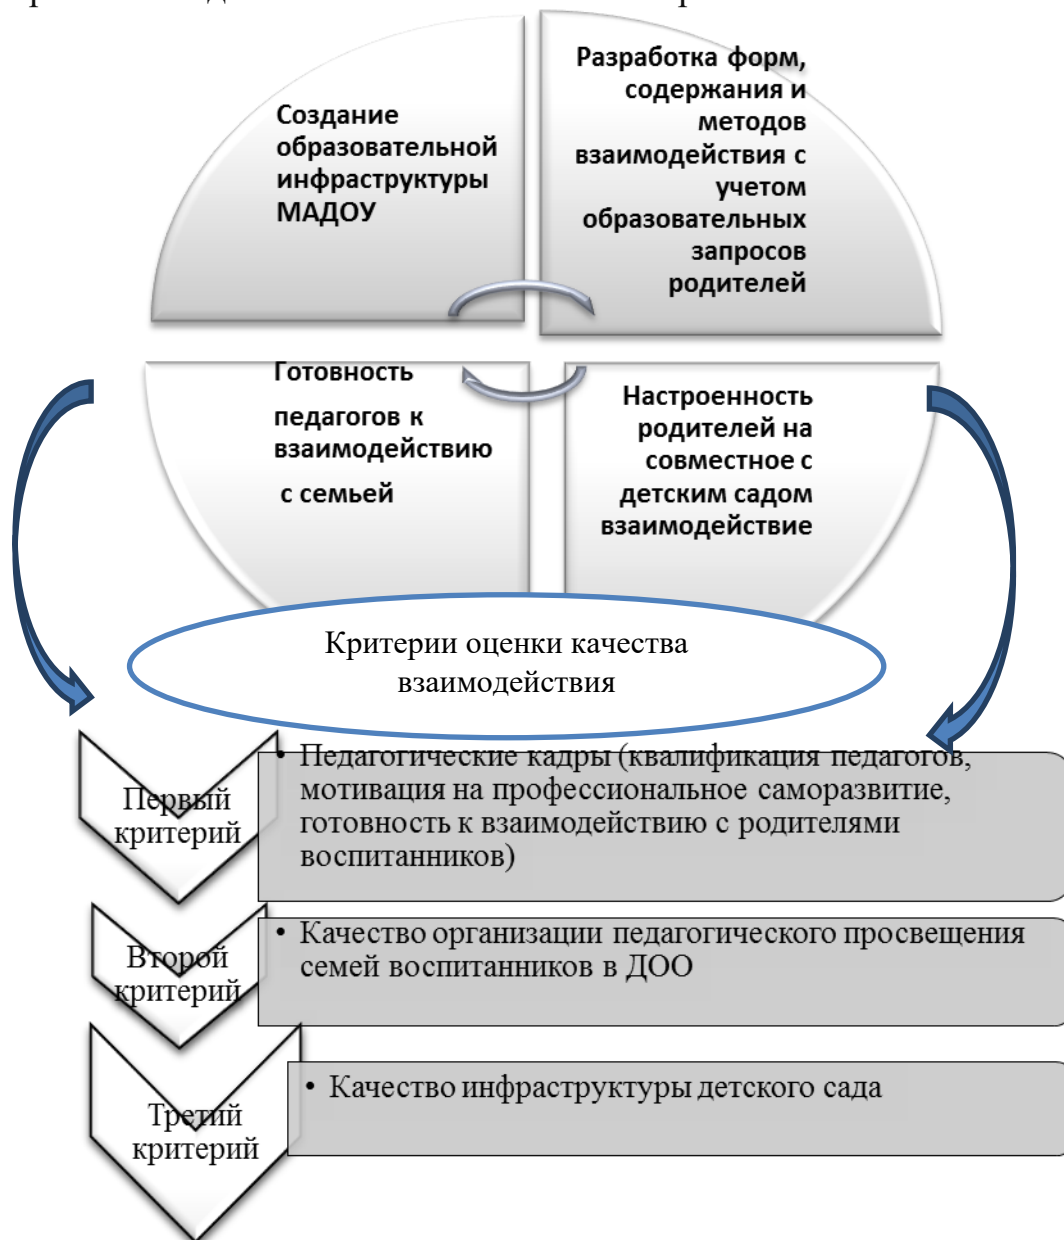 Создание
образовательной
инфраструктуры
МАДОУ
Разработка форм,
содержания и
методов
взаимодействия с
учетом
образовательных
запросов
родителей
Готовность
педагогов к
взаимодействию
с семьей
Настроенность
родителей на
совместное с
детским садом
взаимодействие
Критерии оценки качества
взаимодействия
Первый
критерий
• Педагогические кадры (квалификация педагогов,
мотивация на профессиональное саморазвитие,
готовность к взаимодействию с родителями
воспитанников)
Второй
критерий
• Качество организации педагогического просвещения
семей воспитанников в ДОО
Третий
критерий
• Качество инфраструктуры детского сада